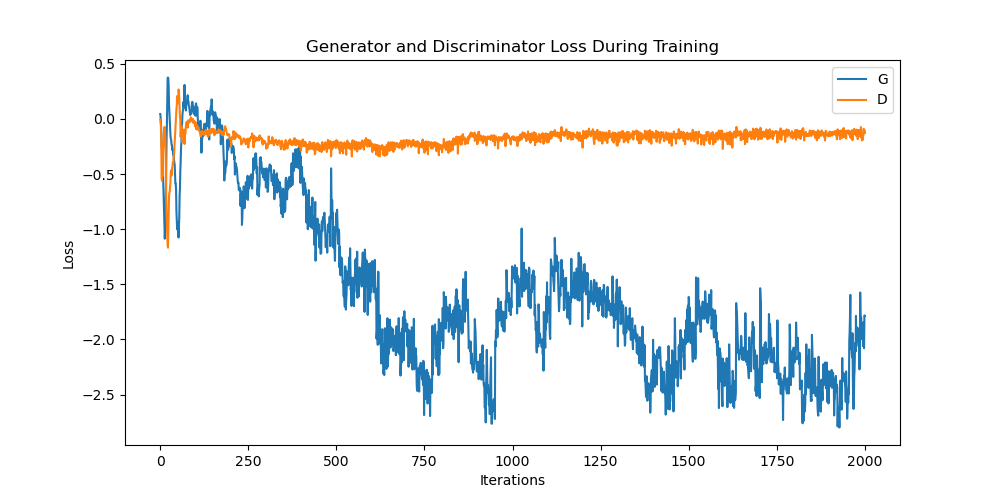 Generator and Discriminator Loss During Training
G
D
0.5
0.0
−0.5
−1.0
−1.5
−2.0
−2.5
Loss
0 250 500 750 1000 1250 1500 1750 2000
Iterations